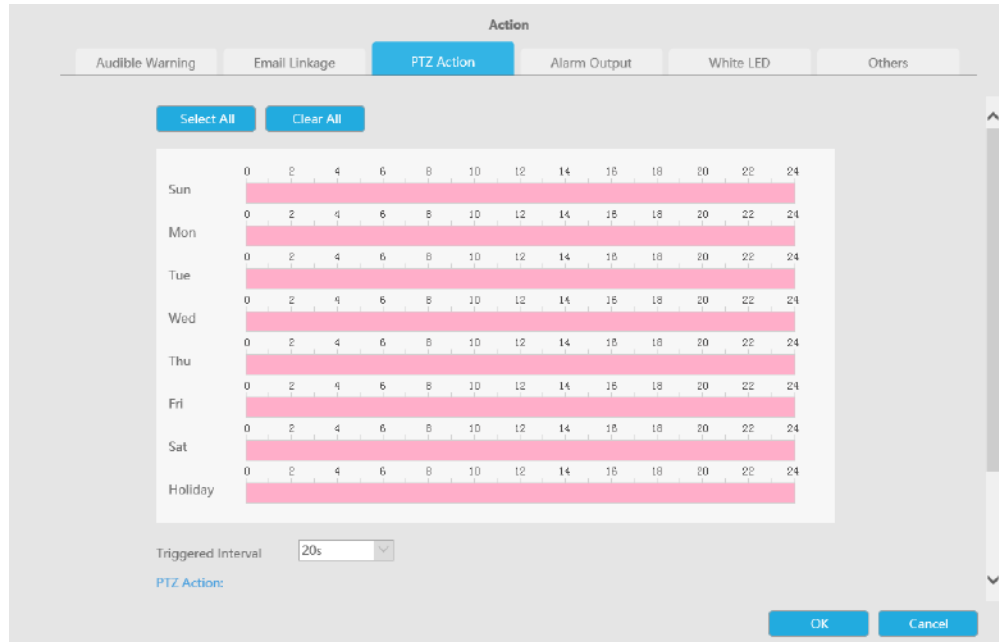 Action
Audible Warning Email Linkage PTZ Action Alarm Output White LED Others
Select All Clear All
0 2 4 6 8 10 12 14 16 18 20 22 24
Sun
0 2 4 6 8 10 12 14 16 18 20 22 24
Mon
0 2 4 6 8 10 12 14 16 18 20 22 24
Tue
0 2 4 6 8 10 12 14 16 18 20 22 24
Wed
0 2 4 6 8 10 12 14 16 18 20 22 24
Thu
0 2 4 6 8 10 12 14 16 18 20 22 24
Fri
0 2 4 6 8 10 12 14 16 18 20 22 24
Sat
0 2 4 6 8 10 12 14 16 18 20 22 24
Holiday
Triggered Interval 20s
PTZ Action:
OK Cancel